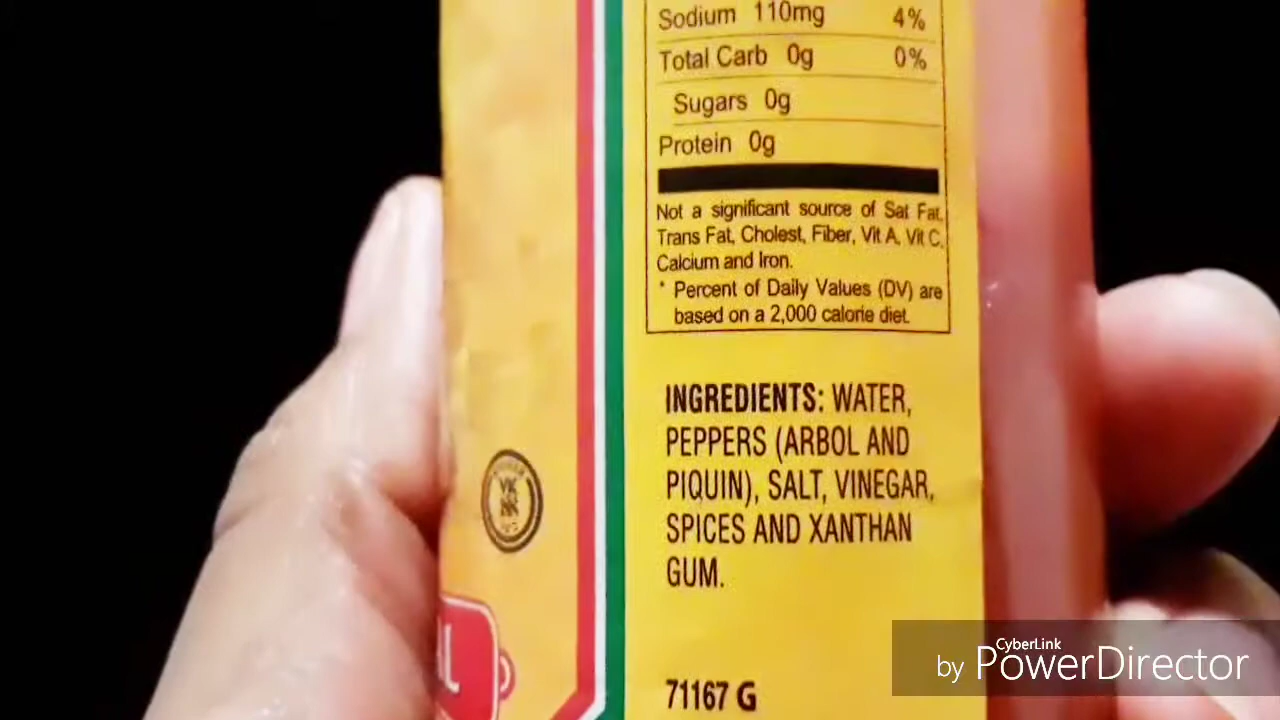 Sodium 110mg 4%
Total Carb 0g 0%
Sugars 0g
Protein 0g
Not a significant source of Sat Fat,
Trans Fat, Cholest, Fiber, Vit A, Vit C,
Calcium and Iron.
* Percent of Daily Values (DV) are
based on a 2,000 calorie diet.
INGREDIENTS: WATER,
PEPPERS (ARBOL AND
PIQUIN), SALT, VINEGAR,
SPICES AND XANTHAN
GUM.
71167 G
CyberLink
by PowerDirector